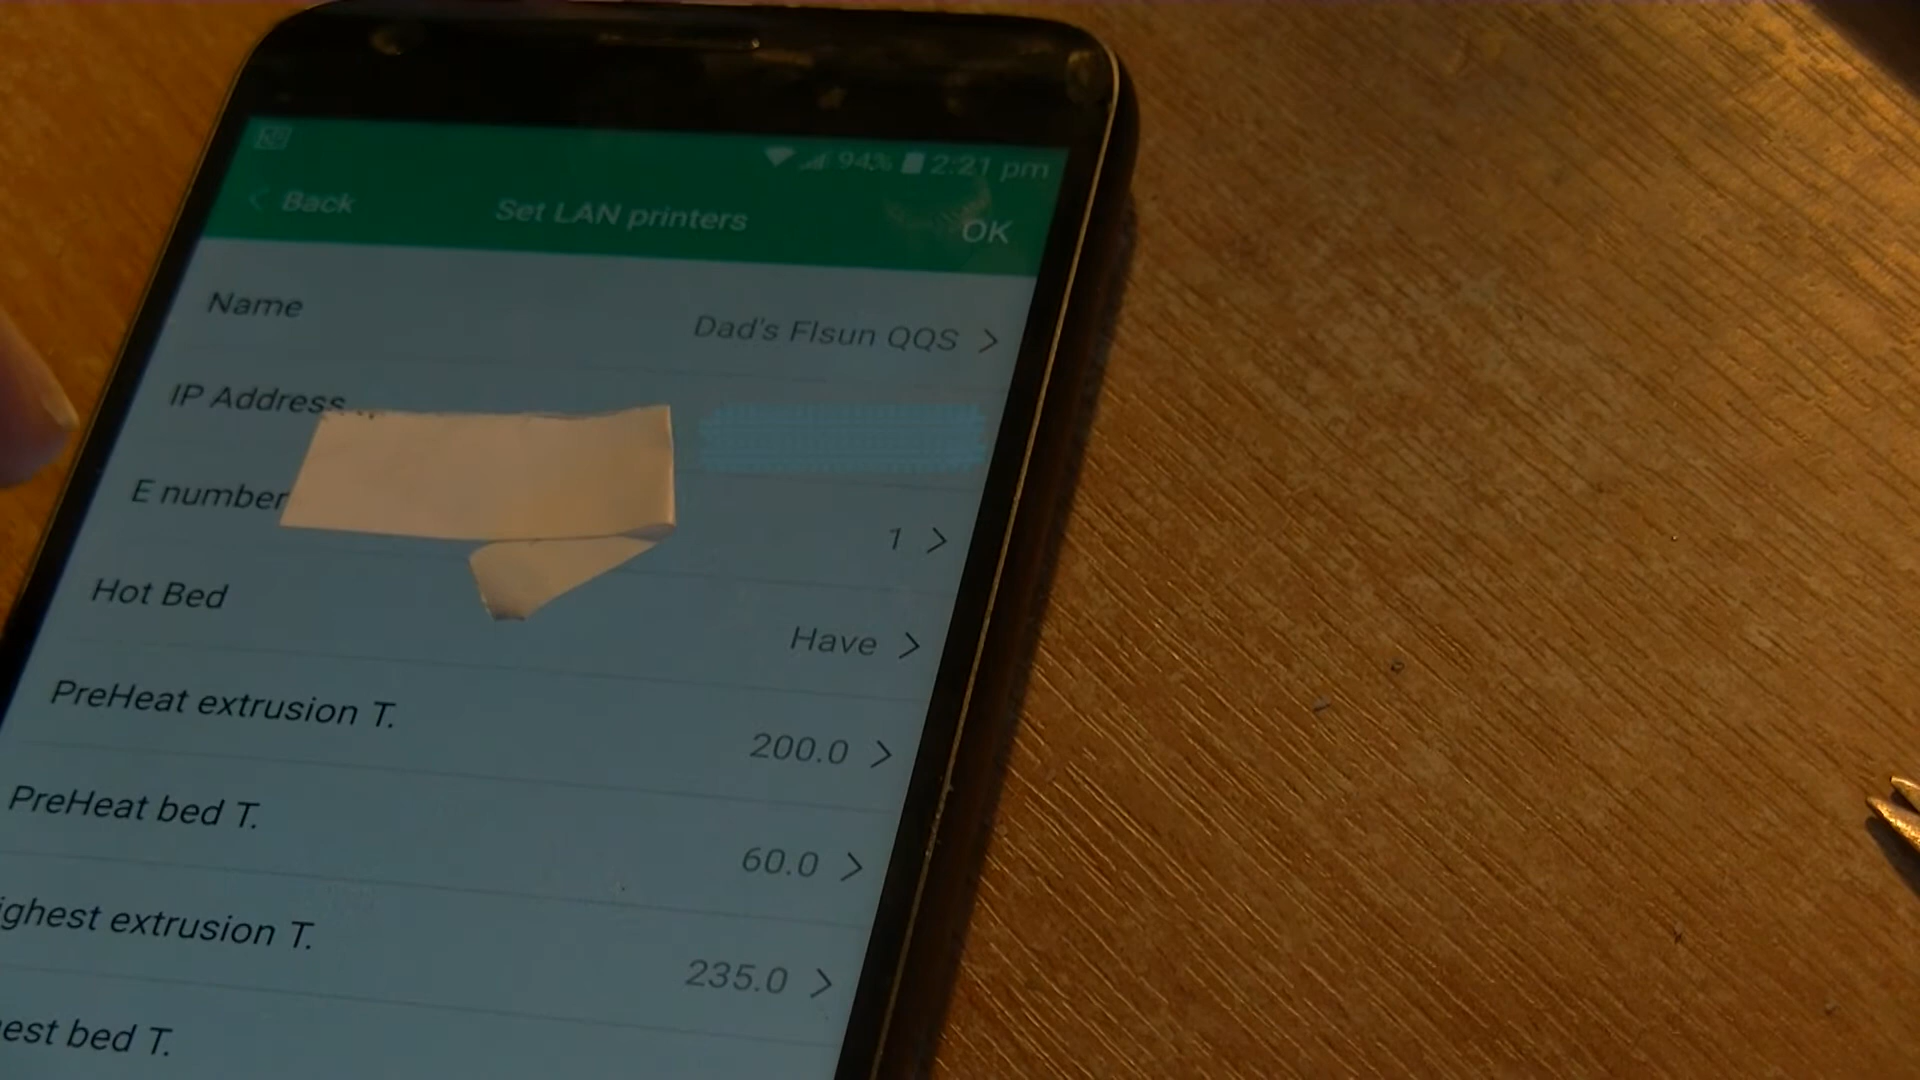 94% 2:21 pm
Back Set LAN printers OK
Name Dad's Flsun QQS
IP Address
E number 1
Hot Bed Have
PreHeat extrusion T. 200.0
PreHeat bed T. 60.0
ighest extrusion T. 235.0
est bed T.